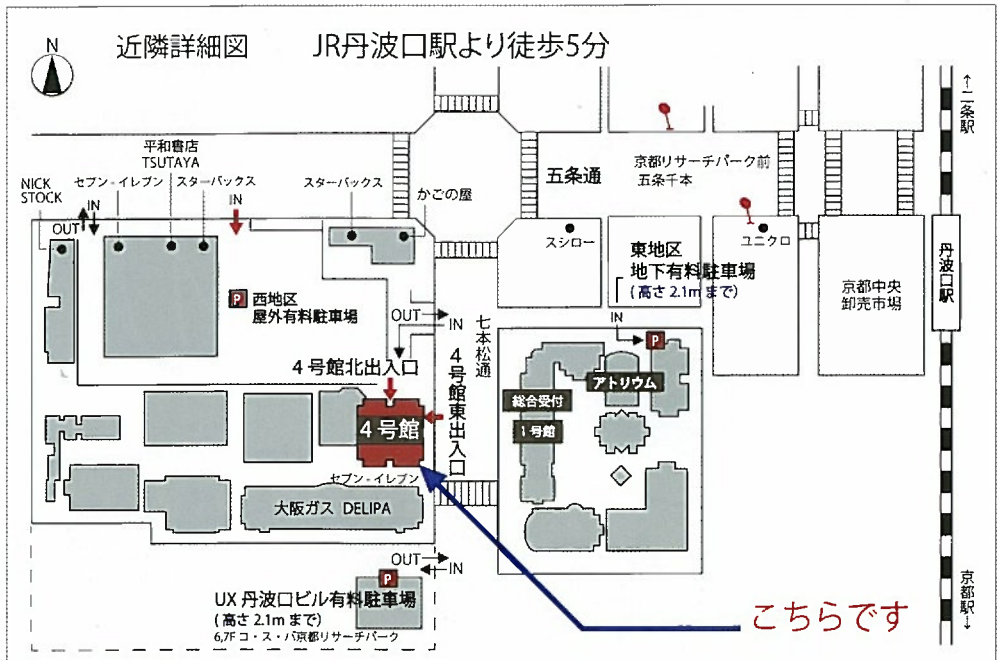 近隣詳細図 JR丹波口駅より徒歩5分
N
↑二条駅
平和書店
TSUTAYA
NICK
STOCK
セブン-イレブン
スターバックス
IN
OUT
IN
スターバックス
かごの屋
五条通
京都リサーチパーク前
五条千本
スシロー
ユニクロ
東地区
地下有料駐車場
(高さ2.1mまで)
京都中央
卸売市場
丹波口駅
P
西地区
屋外有料駐車場
OUT
IN
七本松通
IN
P
4号館北出入口
4号館東出入口
4号館
アトリウム
総合受付
1号館
セブン-イレブン
大阪ガス DELIPA
OUT
IN
P
UX 丹波口ビル有料駐車場
(高さ2.1mまで)
6,7F コ・ス・パ京都リサーチパーク
こちらです
京都駅↓